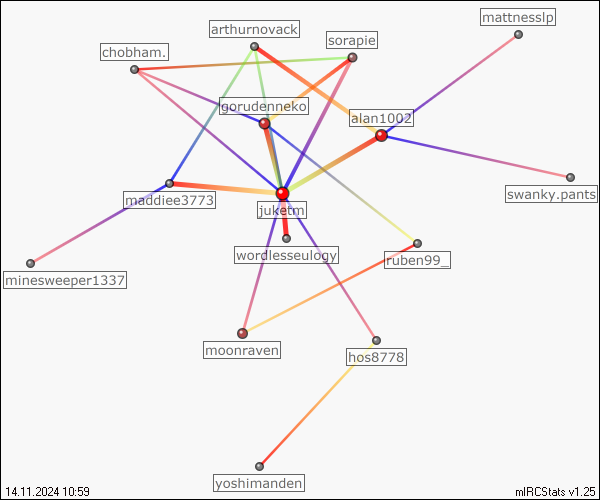 mattnesslp
arthurnovack
sorapie
chobham.
gorudenneko
alan1002
maddiee3773
swanky.pants
juketm
wordlesseulogy
ruben99_
minesweeper1337
moonraven
hos8778
yoshimanden
14.11.2024 10:59
mIRCStats v1.25